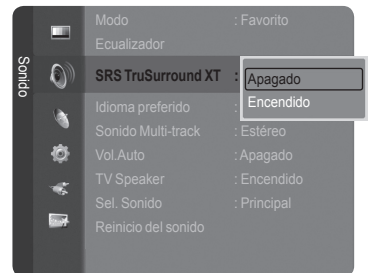 Sonido
Modo : Favorito
Ecualizador
SRS TruSurround XT :
Apagado
Encendido
Idioma preferido :
Sonido Multi-track : Estéreo
Vol.Auto : Apagado
TV Speaker : Encendido
Sel. Sonido : Principal
Reinicio del sonido